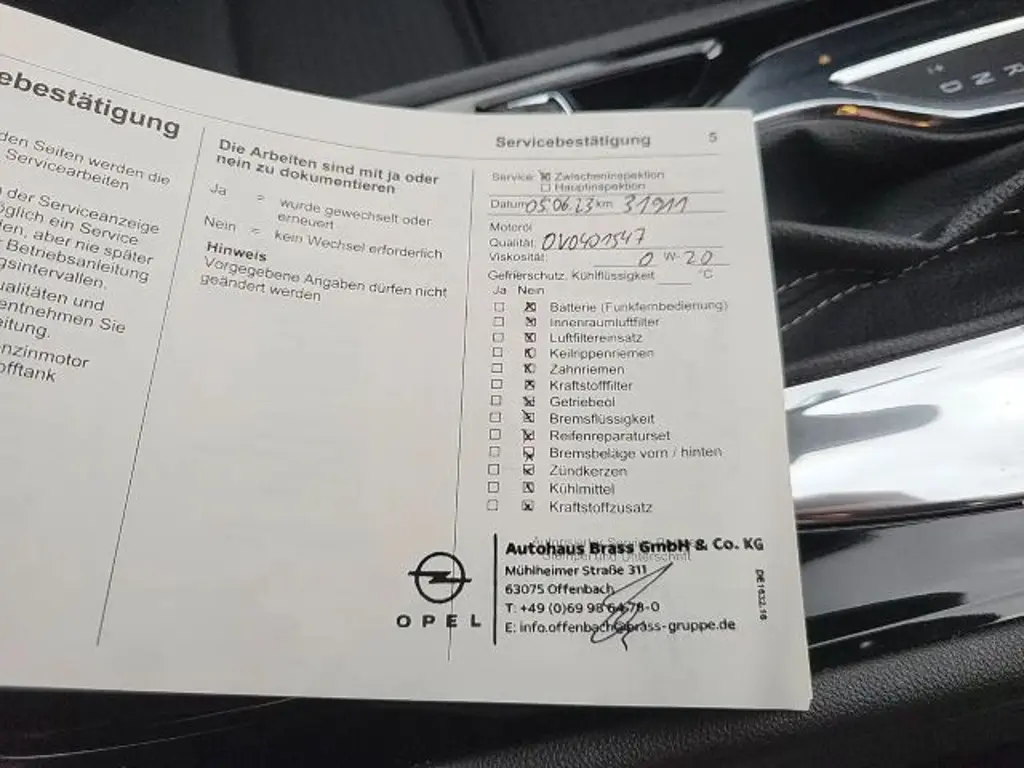 ebestätigung
den Seiten werden die
Servicearbeiten
der Serviceanzeige
öglich ein Service
den, aber nie später
Betriebsanleitung
gsintervallen.
ualitäten und
entnehmen Sie
eitung.
enzinmotor
offtank
Die Arbeiten sind mit ja oder
nein zu dokumentieren
Ja = wurde gewechselt oder
erneuert
Nein = kein Wechsel erforderlich
Hinweis
Vorgegebene Angaben dürfen nicht
geändert werden
Servicebestätigung 5
Service: Zwischeninspektion
Hauptinspektion
Datum 05.06.23 km 31911
Motoröl
Qualität: OV0401547
Viskosität: 0 W- 20
Gefrierschutz, Kühlflüssigkeit °C
Ja Nein
Batterie (Funkfernbedienung)
Innenraumluftfilter
Luftfiltereinsatz
Keilrippenriemen
Zahnriemen
Kraftstofffilter
Getriebeöl
Bremsflüssigkeit
Reifenreparaturset
Bremsbeläge vorn / hinten
Zündkerzen
Kühlmittel
Kraftstoffzusatz
Stempel und Unterschrift
OPEL
Autohaus Brass GmbH & Co. KG
Mühlheimer Straße 311
63075 Offenbach
T: +49 (0)69 98 64 78-0
E: info.offenbach@brass-gruppe.de
DE1632.16
R
N
D